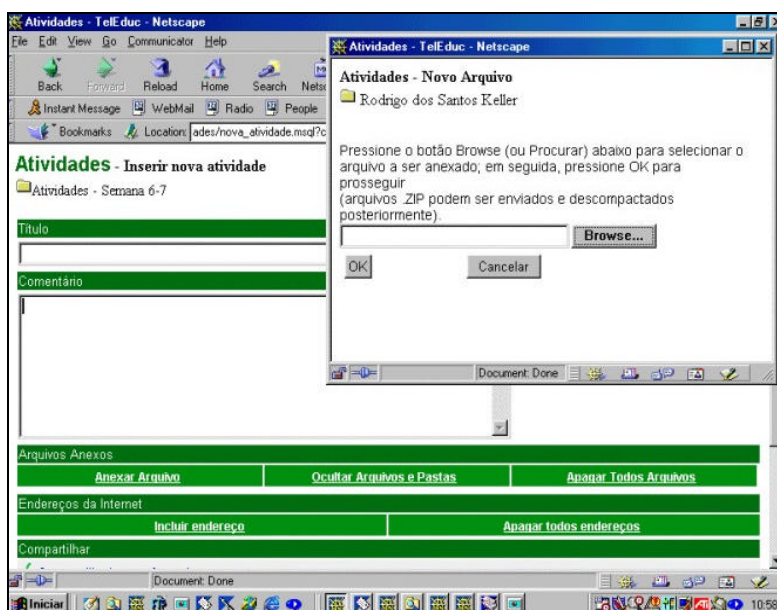 Atividades - TelEduc - Netscape
File Edit View Go Communicator Help
Back Forward Reload Home Search
Instant Message WebMail Radio People
Bookmarks Location: ades/nova_atividade.msql?c
Atividades - Inserir nova atividade
Atividades - Semana 6-7
Título
Comentário
Atividades - TelEduc - Netscape
Atividades - Novo Arquivo
Rodrigo dos Santos Keller
Pressione o botão Browse (ou Procurar) abaixo para selecionar o
arquivo a ser anexado; em seguida, pressione OK para
prosseguir
(arquivos .ZIP podem ser enviados e descompactados
posteriormente).
Browse...
OK Cancelar
Document: Done
Arquivos Anexos
Anexar Arquivo Ocultar Arquivos e Pastas Apagar Todos Arquivos
Endereços da Internet
Incluir endereço Apagar todos endereços
Compartilhar
Document: Done
Iniciar